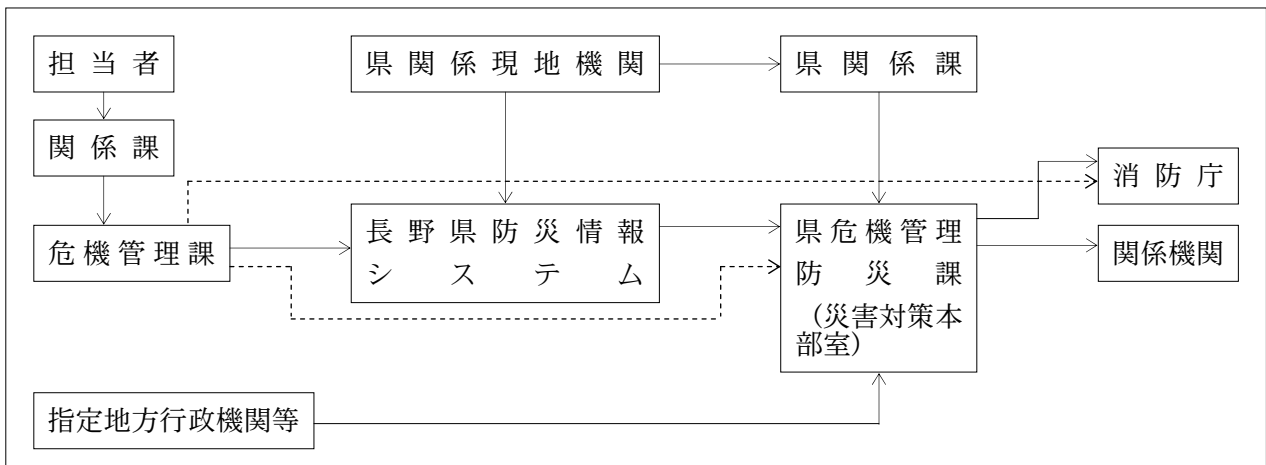 担当者
県関係現地機関
県関係課
関係課
消防庁
危機管理課
長野県防災情報
システム
県危機管理
防災課
（災害対策本
部室）
関係機関
指定地方行政機関等